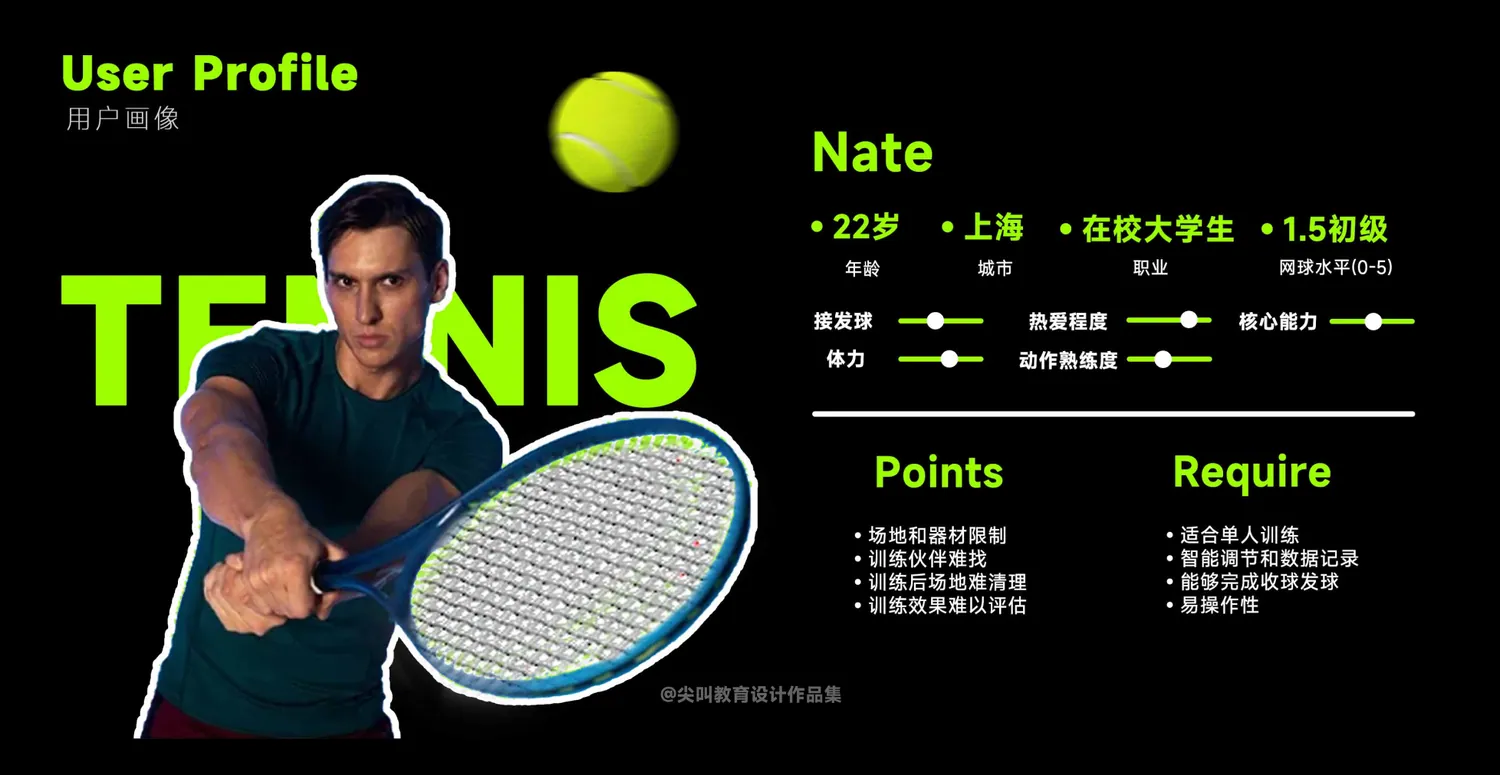 User Profile
用户画像
TENNIS
Nate
• 22岁 • 上海 • 在校大学生 • 1.5初级
年龄 城市 职业 网球水平(0-5)
接发球 热爱程度 核心能力
体力 动作熟练度
Points
• 场地和器材限制
• 训练伙伴难找
• 训练后场地难清理
• 训练效果难以评估
Require
• 适合单人训练
• 智能调节和数据记录
• 能够完成收球发球
• 易操作性
@尖叫教育设计作品集